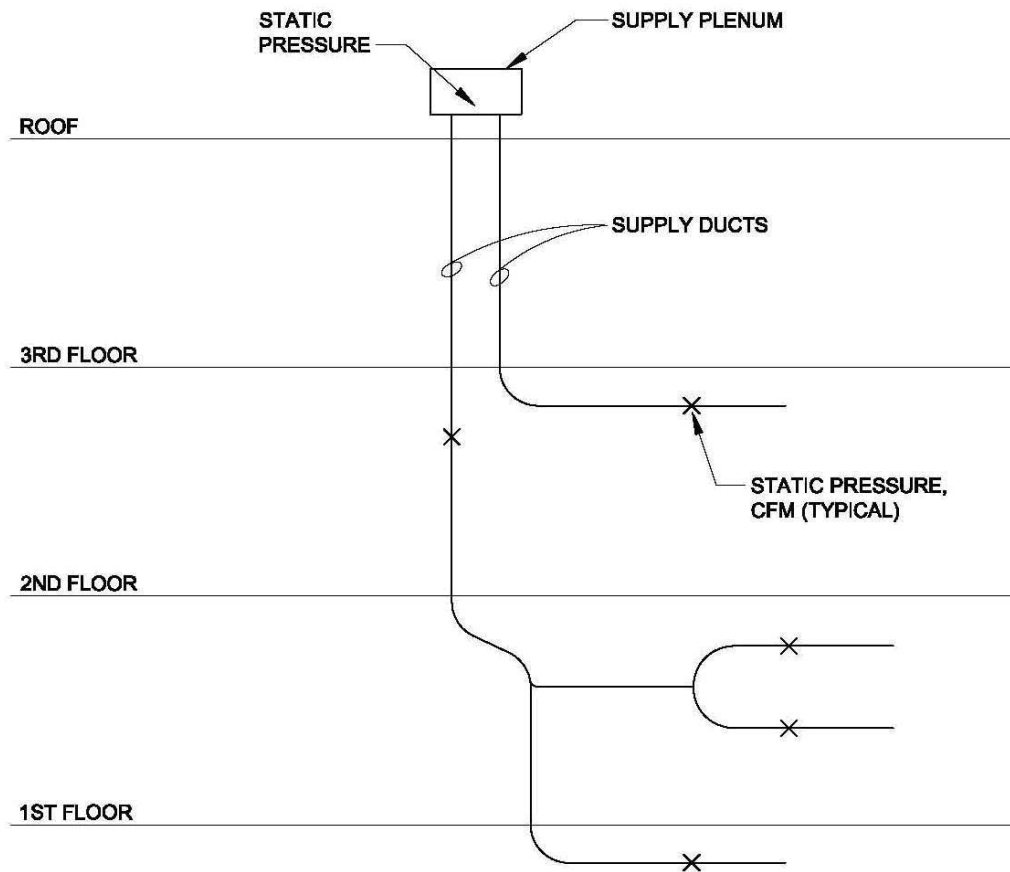 STATIC
PRESSURE
SUPPLY PLENUM
ROOF
SUPPLY DUCTS
3RD FLOOR
STATIC PRESSURE,
CFM (TYPICAL)
2ND FLOOR
1ST FLOOR